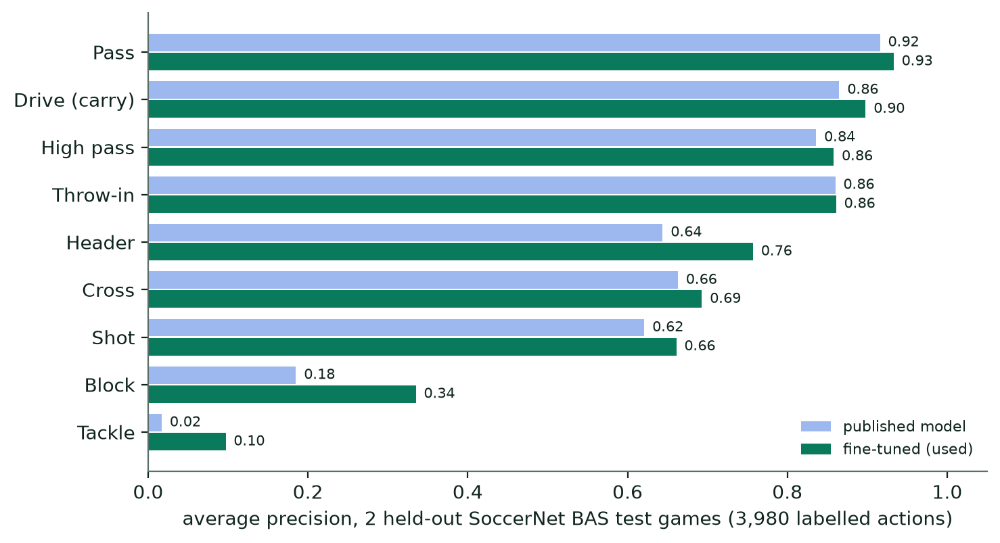 Pass
0.92
0.93
Drive (carry)
0.86
0.90
High pass
0.84
0.86
Throw-in
0.86
0.86
Header
0.64
0.76
Cross
0.66
0.69
Shot
0.62
0.66
Block
0.18
0.34
Tackle
0.02
0.10
published model
fine-tuned (used)
0.0 0.2 0.4 0.6 0.8 1.0
average precision, 2 held-out SoccerNet BAS test games (3,980 labelled actions)